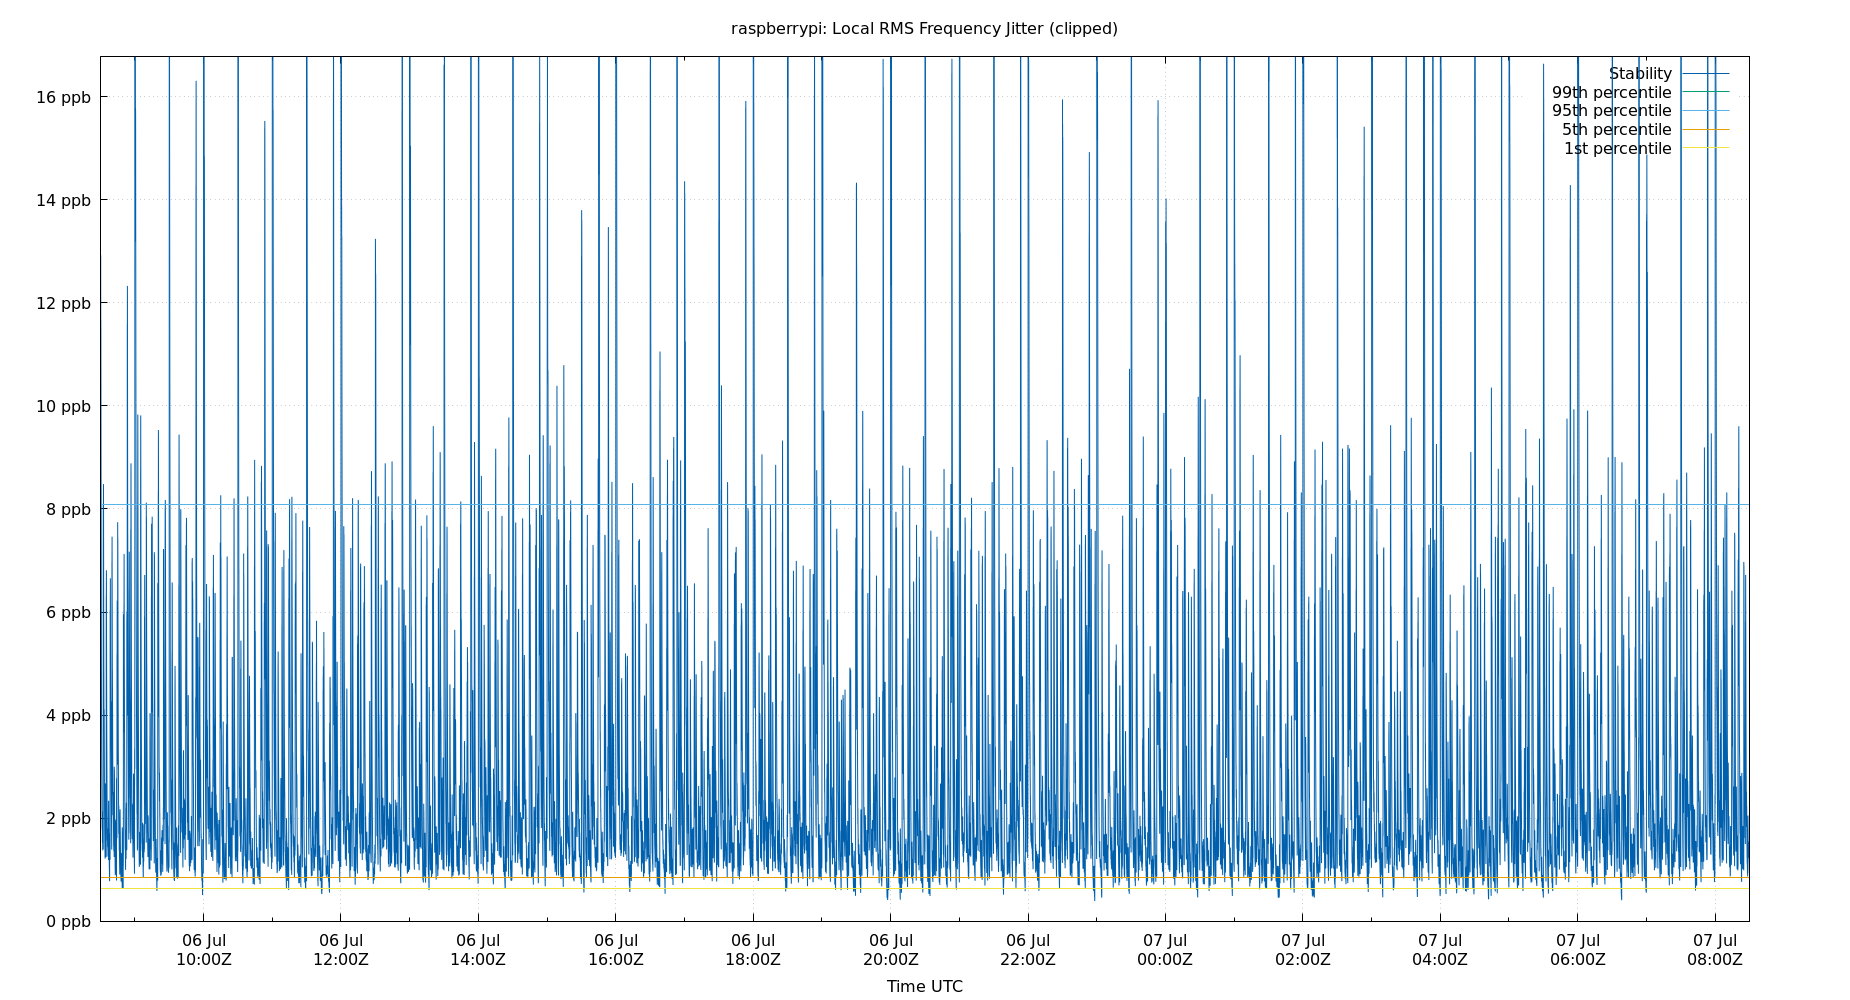 raspberrypi: Local RMS Frequency Jitter (clipped)
Stability
99th percentile
95th percentile
5th percentile
1st percentile
16 ppb
14 ppb
12 ppb
10 ppb
8 ppb
6 ppb
4 ppb
2 ppb
0 ppb
06 Jul 06 Jul 06 Jul 06 Jul 06 Jul 06 Jul 06 Jul 07 Jul 07 Jul 07 Jul 07 Jul 07 Jul
10:00Z 12:00Z 14:00Z 16:00Z 18:00Z 20:00Z 22:00Z 00:00Z 02:00Z 04:00Z 06:00Z 08:00Z
Time UTC